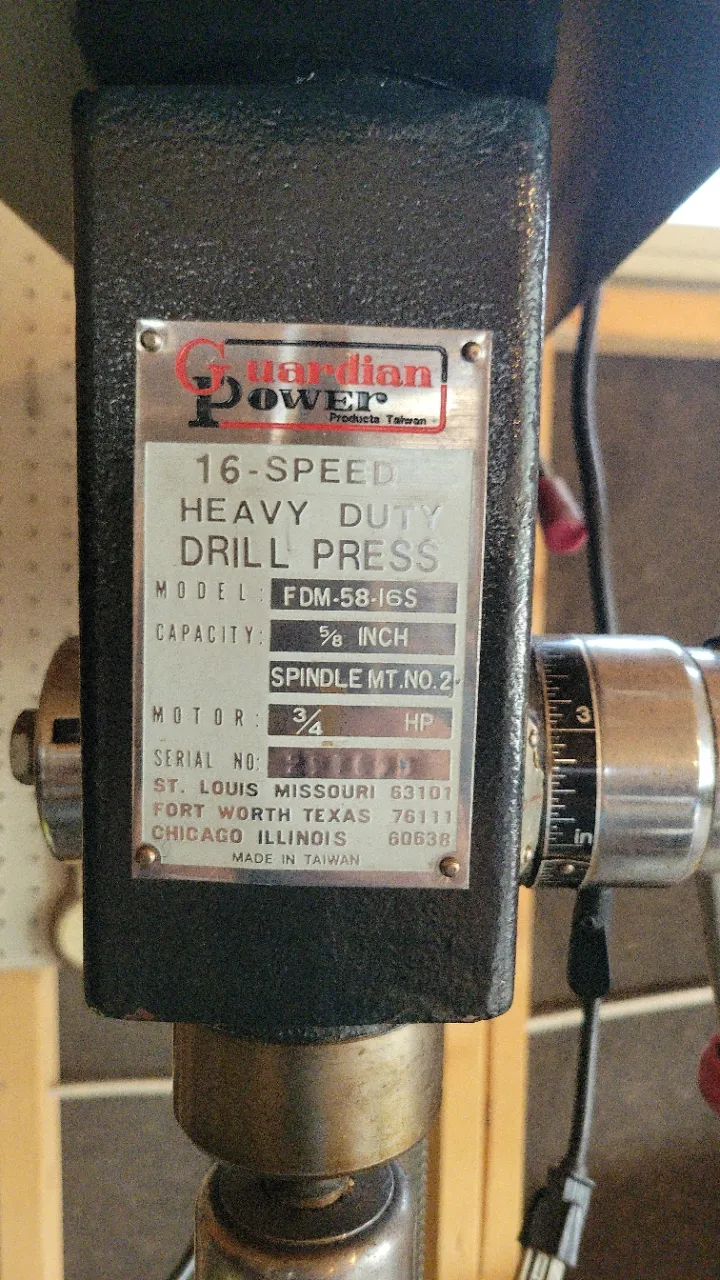 Guardian
Power
Products Taiwan
16-SPEED
HEAVY DUTY
DRILL PRESS
MODEL: FDM-58-16S
CAPACITY: 5/8 INCH
SPINDLE MT.NO.2
MOTOR: 3/4 HP
SERIAL NO:
ST. LOUIS MISSOURI 63101
FORT WORTH TEXAS 76111
CHICAGO ILLINOIS 60638
MADE IN TAIWAN
3
in